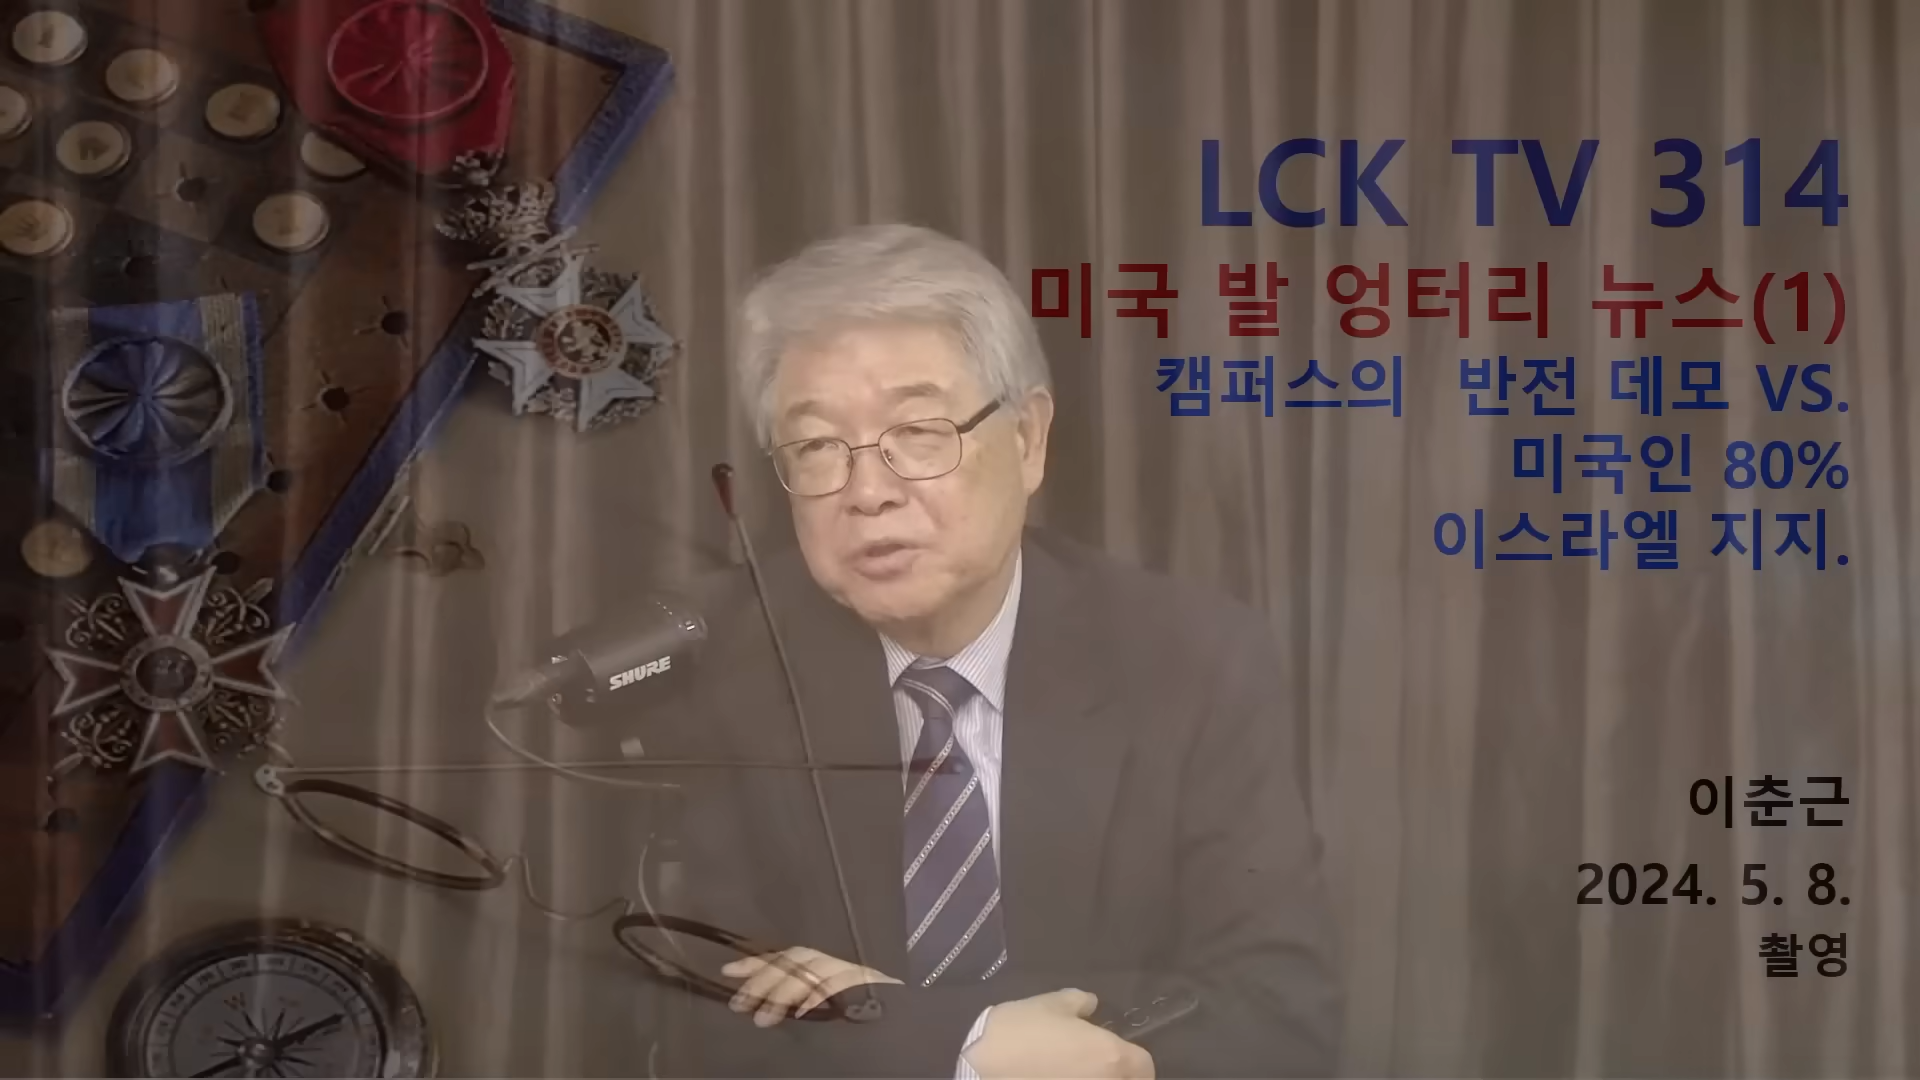 LCK TV 314
미국 발 엉터리 뉴스(1)
캠퍼스의 반전 데모 VS.
미국인 80%
이스라엘 지지.
SHURE
이춘근
2024. 5. 8.
촬영